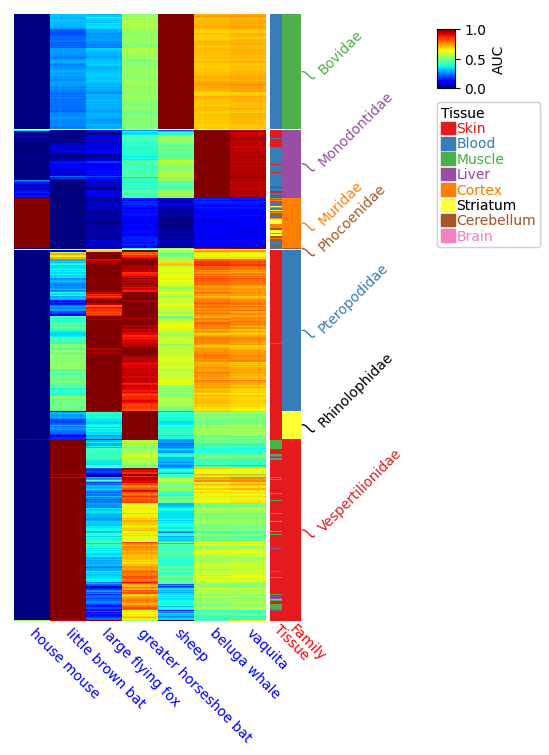 1.0
0.5
0.0
AUC
Tissue
Skin
Blood
Muscle
Liver
Cortex
Striatum
Cerebellum
Brain
Bovidae
Monodontidae
Muridae
Phocoenidae
Pteropodidae
Rhinolophidae
Vespertilionidae
house mouse
little brown bat
large flying fox
greater horseshoe bat
sheep
beluga whale
vaquita
Tissue
Family